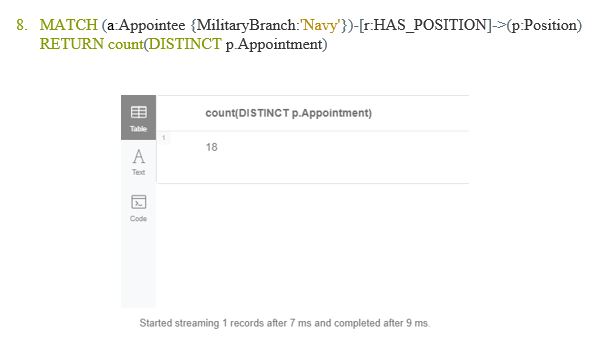 8. MATCH (a:Appointee {MilitaryBranch:'Navy'})-[r:HAS_POSITION]->(p:Position)
RETURN count(DISTINCT p.Appointment)
count(DISTINCT p.Appointment)
Table
1
18
A
Text
Code
Started streaming 1 records after 7 ms and completed after 9 ms.